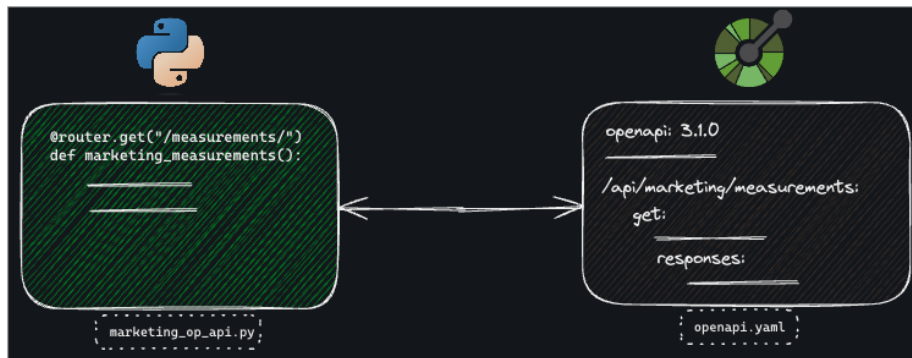 @router.get("/measurements/")
def marketing_measurements():
marketing_op_api.py
openapi: 3.1.0
/api/marketing/measurements:
get:
responses:
openapi.yaml